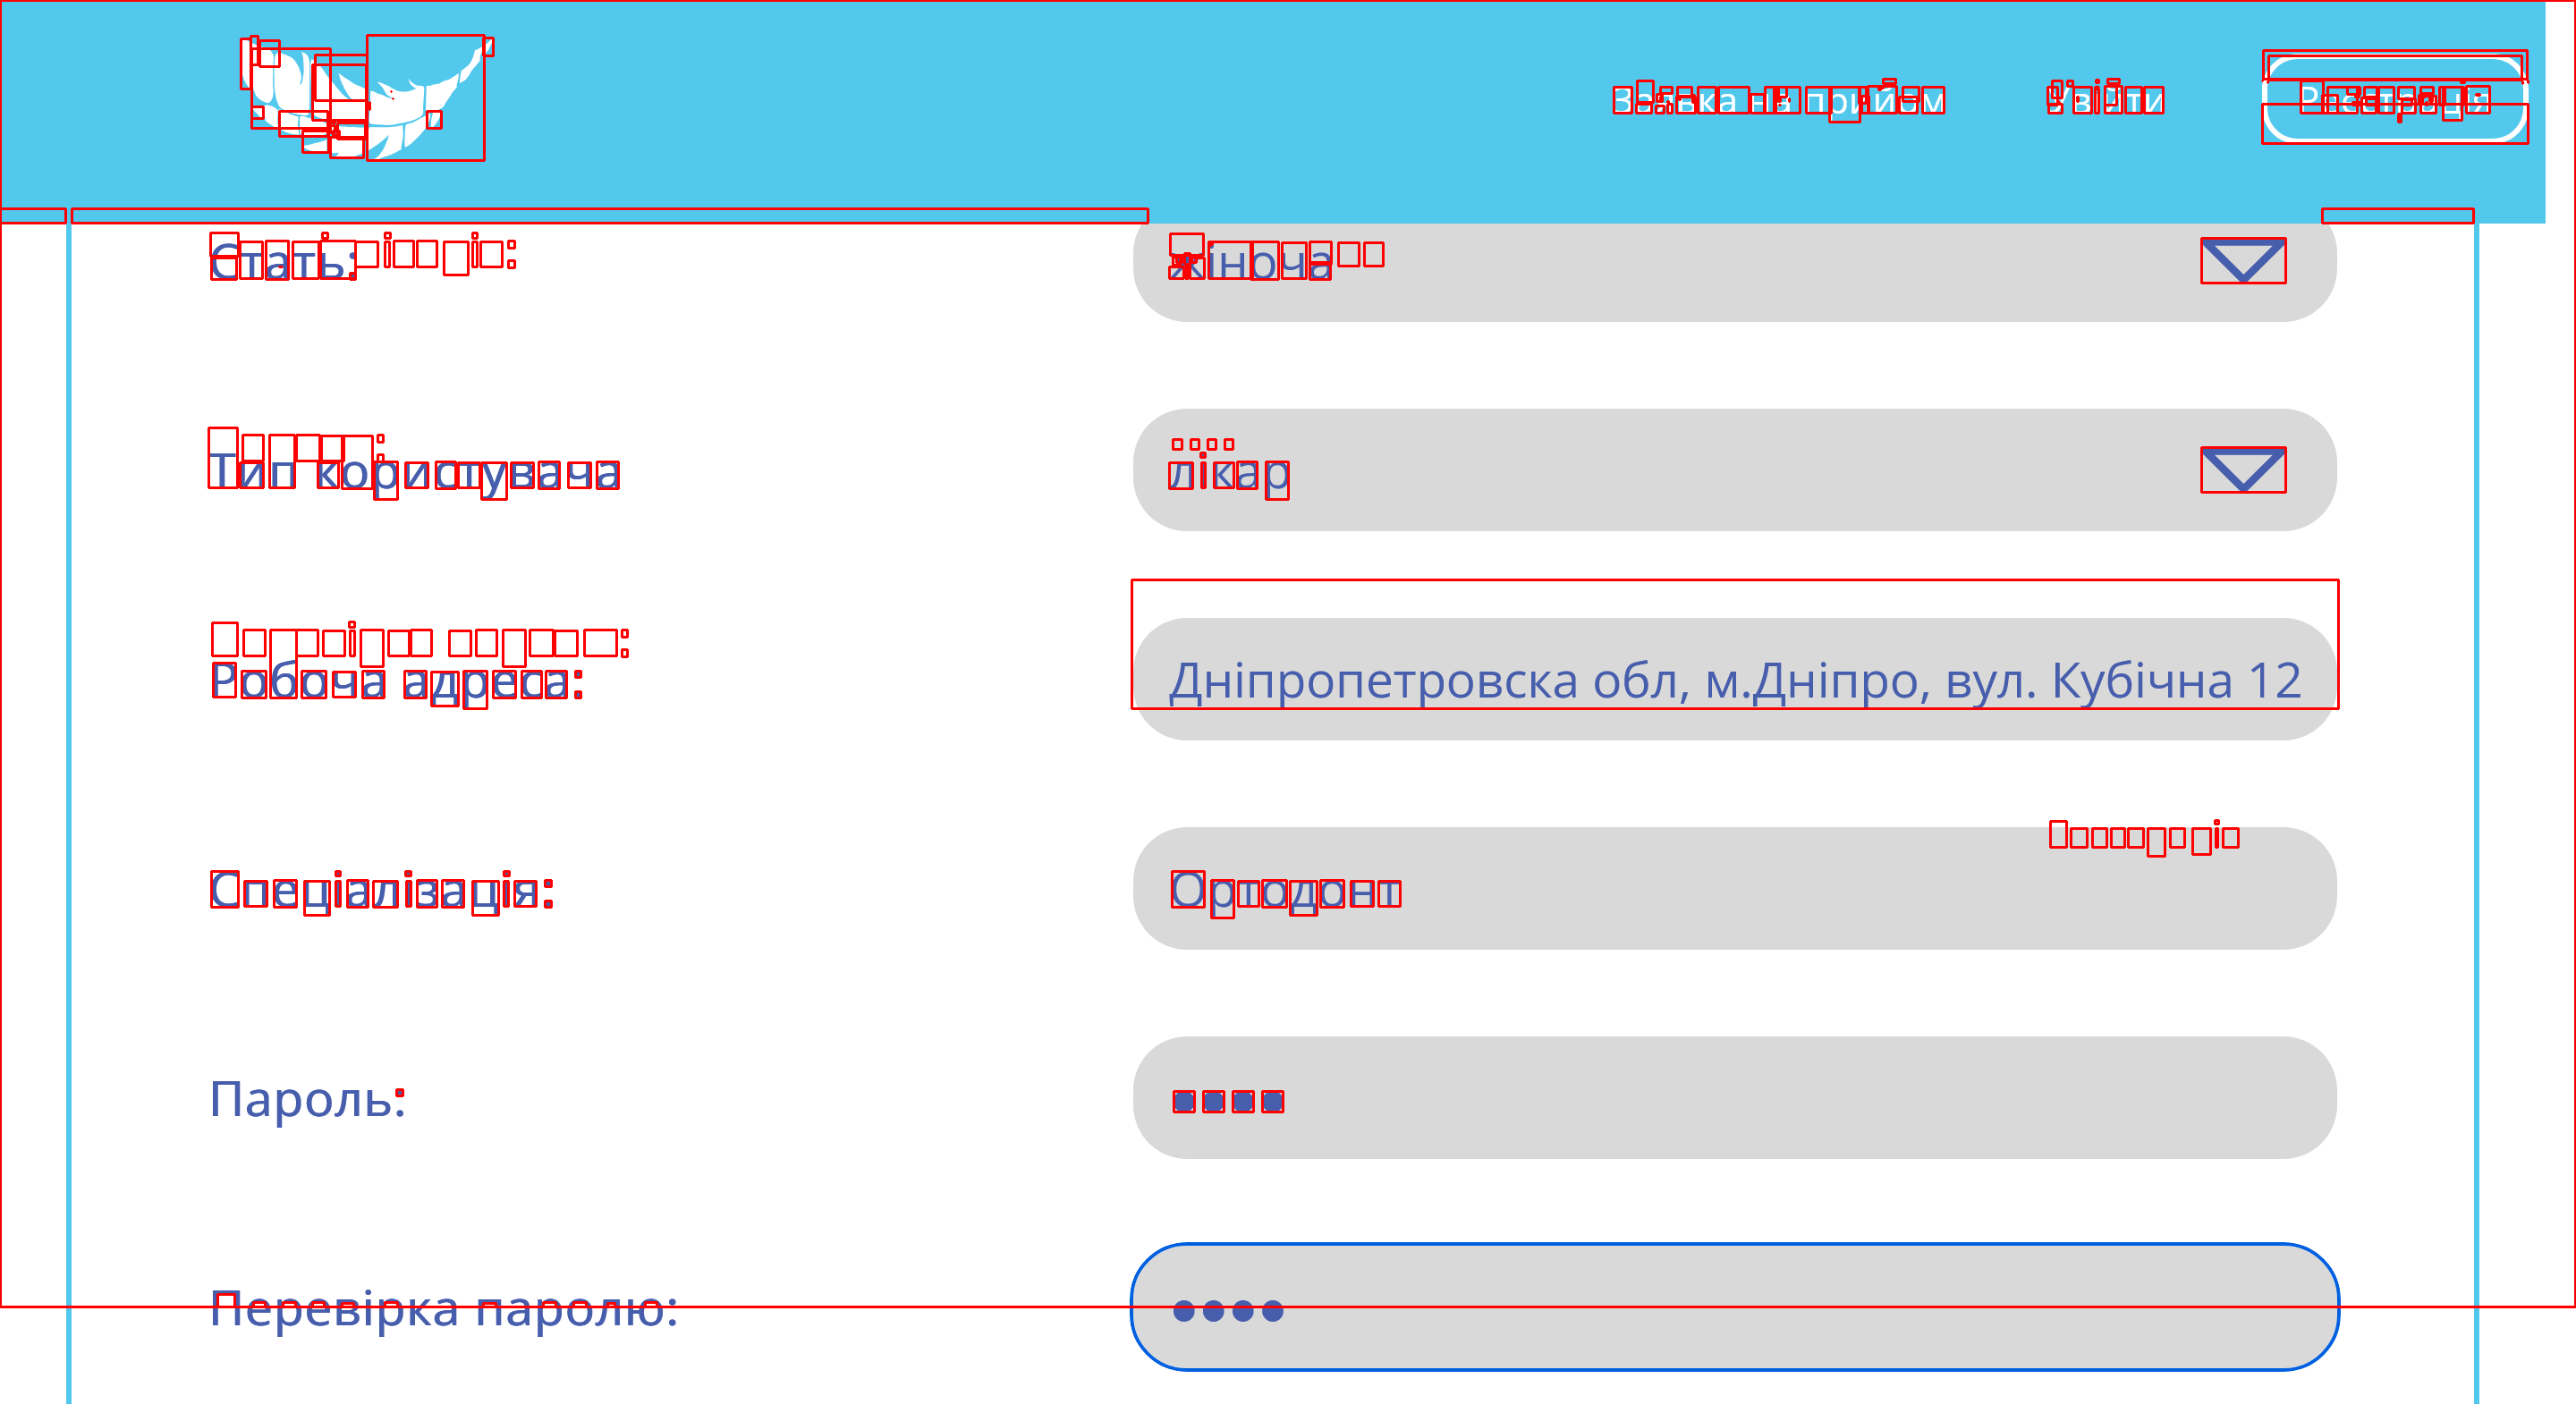 Заявка на прийом
Увійти
Реєстрація
Стать:
жіноча
Тип користувача
лікар
Робоча адреса:
Дніпропетровска обл, м.Дніпро, вул. Кубічна 12
Спеціалізація:
Ортодонт
Пароль:
Перевірка паролю: